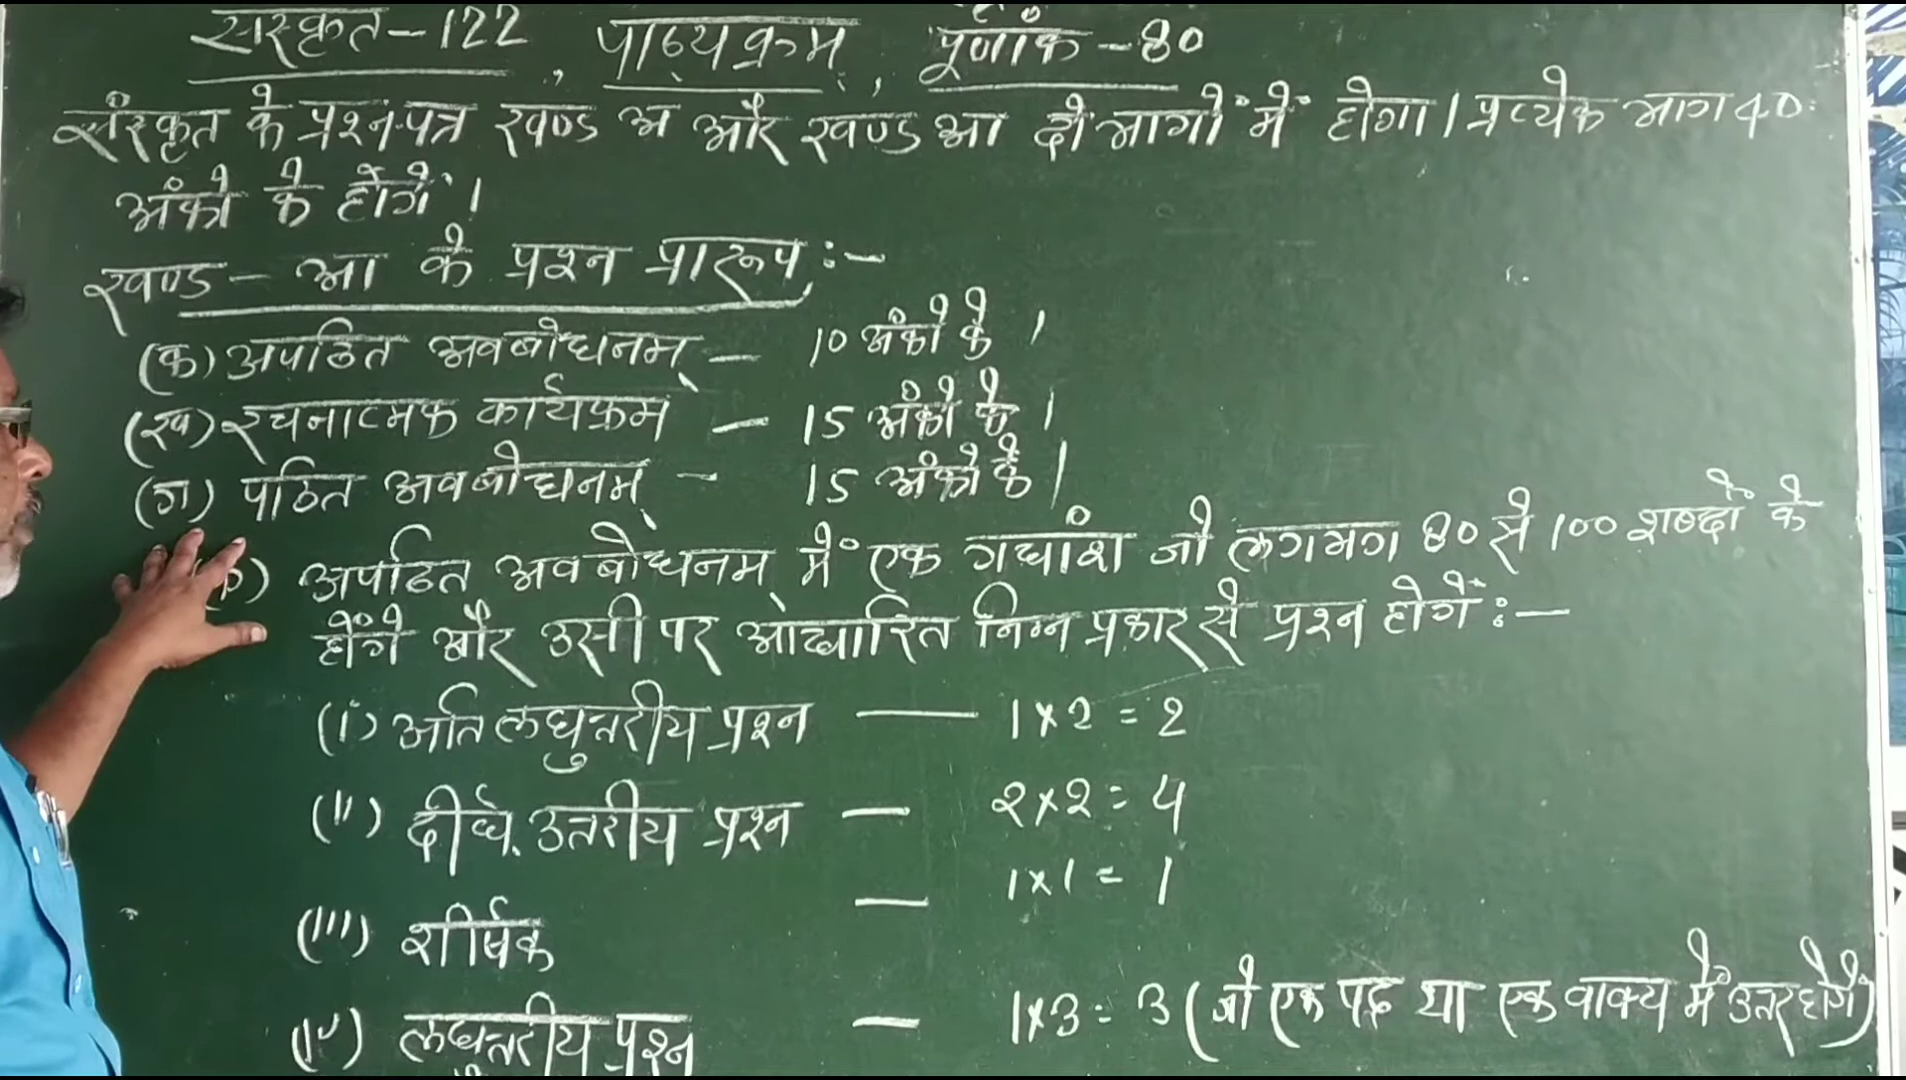 संस्कृत-122, पाठ्यक्रम, पूर्णांक-80
संस्कृत के प्रश्न-पत्र खण्ड अ और खण्ड आ दो भागों में होगा। प्रत्येक भाग 40
अंको के होगें।
खण्ड- आ के प्रश्न प्रारूप:-
(क) अपठित अवबोधनम् - 10 अंको के।
(ख) रचनात्मक कार्यक्रम - 15 अंको के।
(ग) पठित अवबोधनम् - 15 अंको के।
(क) अपठित अवबोधनम् में एक गद्यांश जो लगभग 80 से 100 शब्दों के
होंगे और उसी पर आधारित निम्न प्रकार से प्रश्न होगें:-
(i) अति लघुत्तरीय प्रश्न — 1×2=2
(ii) दीर्घ उत्तरीय प्रश्न — 2×2=4
(iii) शीर्षक — 1×1=1
(iv) लघुत्तरीय प्रश्न — 1×3=3 (जो एक पद या एक वाक्य में उत्तर होगें)